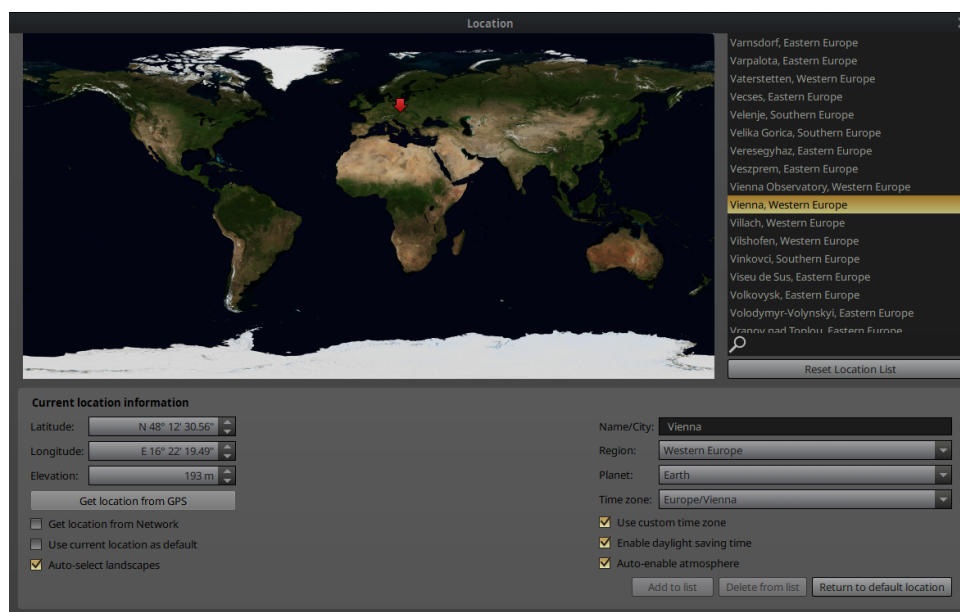 Location
Varnsdorf, Eastern Europe
Varpalota, Eastern Europe
Vaterstetten, Western Europe
Vecses, Eastern Europe
Velenje, Southern Europe
Velika Gorica, Southern Europe
Veresegyhaz, Eastern Europe
Veszprem, Eastern Europe
Vienna Observatory, Western Europe
Vienna, Western Europe
Villach, Western Europe
Vilshofen, Western Europe
Vinkovci, Southern Europe
Viseu de Sus, Eastern Europe
Volkovysk, Eastern Europe
Volodymyr-Volynskyi, Eastern Europe
Vranov nad Toplou, Eastern Europe
Reset Location List
Current location information
Latitude: N 48° 12' 30.56"
Longitude: E 16° 22' 19.49"
Elevation: 193 m
Get location from GPS
Get location from Network
Use current location as default
Auto-select landscapes
Name/City: Vienna
Region: Western Europe
Planet: Earth
Time zone: Europe/Vienna
Use custom time zone
Enable daylight saving time
Auto-enable atmosphere
Add to list Delete from list Return to default location